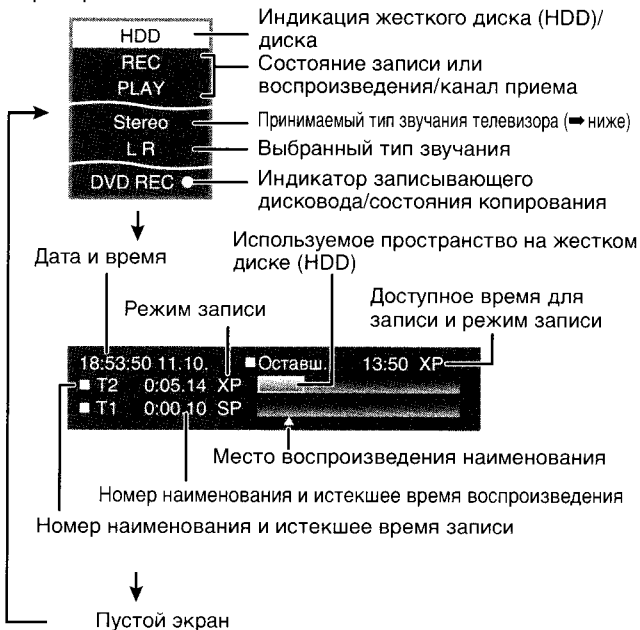 HDD
REC
PLAY
Stereo
L R
DVD REC
Индикация жесткого диска (HDD)/
диска
Состояние записи или
воспроизведения/канал приема
Принимаемый тип звучания телевизора (➡ ниже)
Выбранный тип звучания
Индикатор записывающего
дисковода/состояния копирования
Дата и время
Используемое пространство на жестком
диске (HDD)
Режим записи
Доступное время для
записи и режим записи
18:53:50 11.10. Оставш. 13:50 XP
T2 0:05.14 XP
T1 0:00.10 SP
Место воспроизведения наименования
Номер наименования и истекшее время воспроизведения
Номер наименования и истекшее время записи
Пустой экран